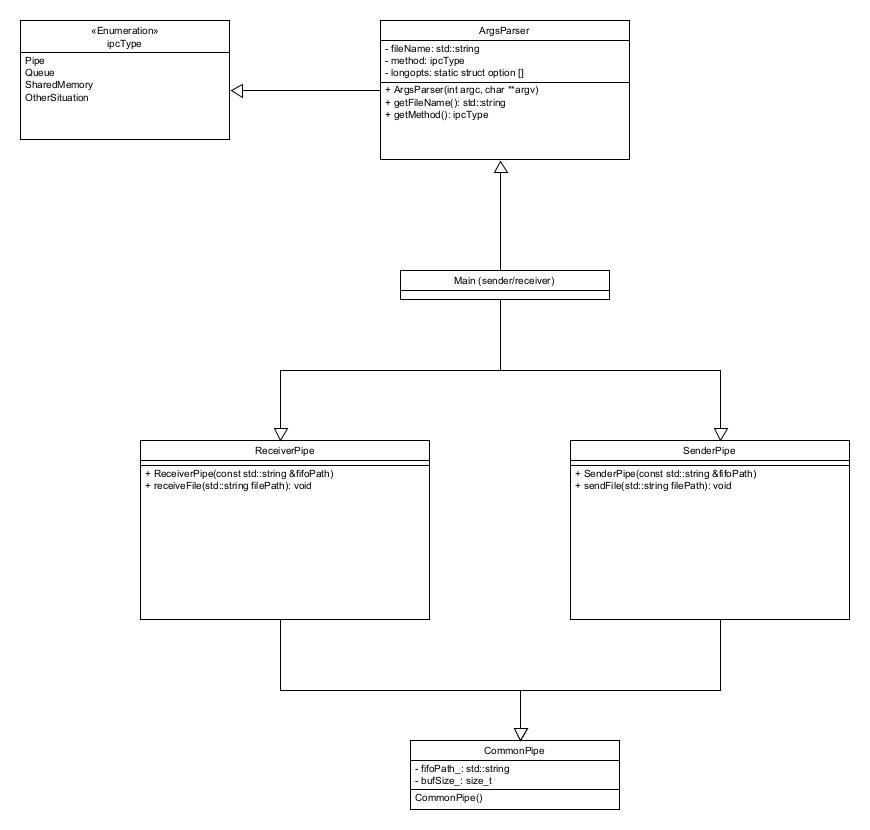 «Enumeration»
ipcType
Pipe
Queue
SharedMemory
OtherSituation
ArgsParser
- fileName: std::string
- method: ipcType
- longopts: static struct option []
+ ArgsParser(int argc, char **argv)
+ getFileName(): std::string
+ getMethod(): ipcType
Main (sender/receiver)
ReceiverPipe
+ ReceiverPipe(const std::string &fifoPath)
+ receiveFile(std::string filePath): void
SenderPipe
+ SenderPipe(const std::string &fifoPath)
+ sendFile(std::string filePath): void
CommonPipe
- fifoPath_: std::string
- bufSize_: size_t
CommonPipe()